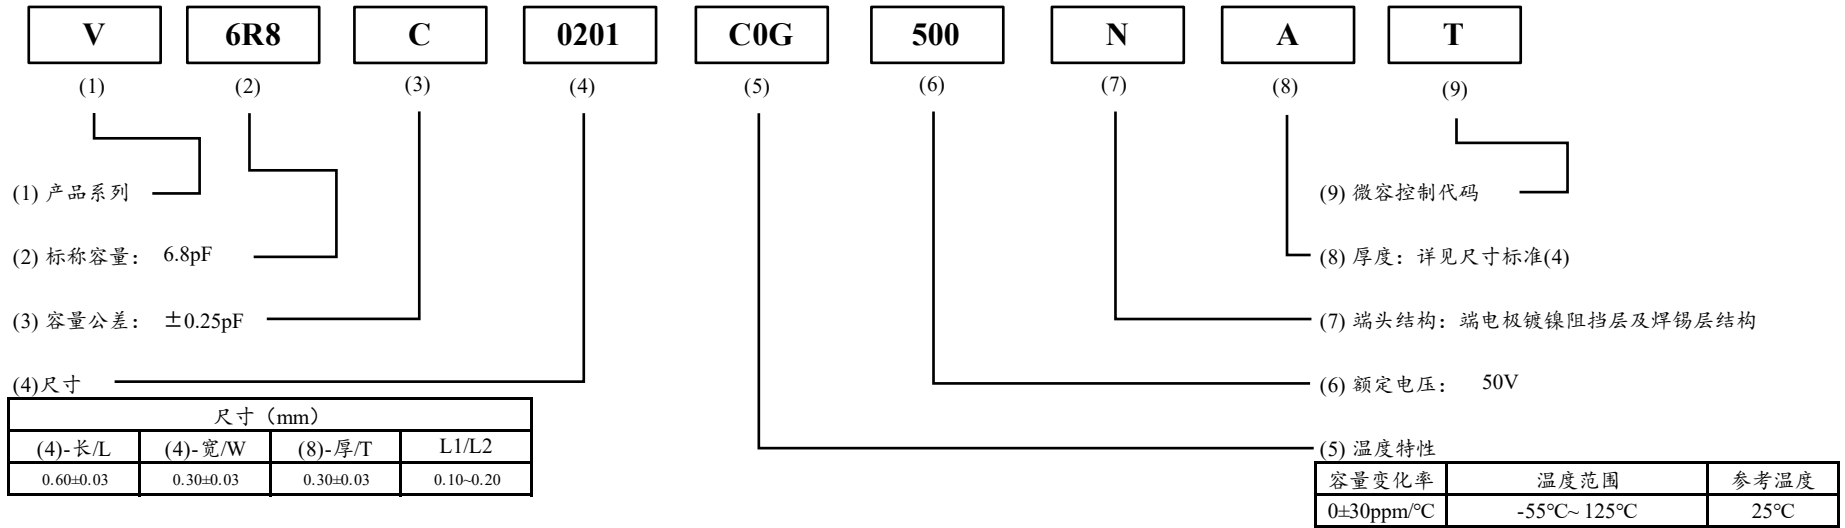 V 6R8 C 0201 C0G 500 N A T
(1) (2) (3) (4) (5) (6) (7) (8) (9)
(1) 产品系列
(9) 微容控制代码
(2) 标称容量： 6.8pF
(8) 厚度：详见尺寸标准(4)
(3) 容量公差： ±0.25pF
(7) 端头结构：端电极镀镍阻挡层及焊锡层结构
(4)尺寸
(6) 额定电压： 50V
尺寸（mm）
(4)-长/L (4)-宽/W (8)-厚/T L1/L2
0.60±0.03 0.30±0.03 0.30±0.03 0.10~0.20
(5) 温度特性
容量变化率 温度范围 参考温度
0±30ppm/°C -55°C~ 125°C 25°C